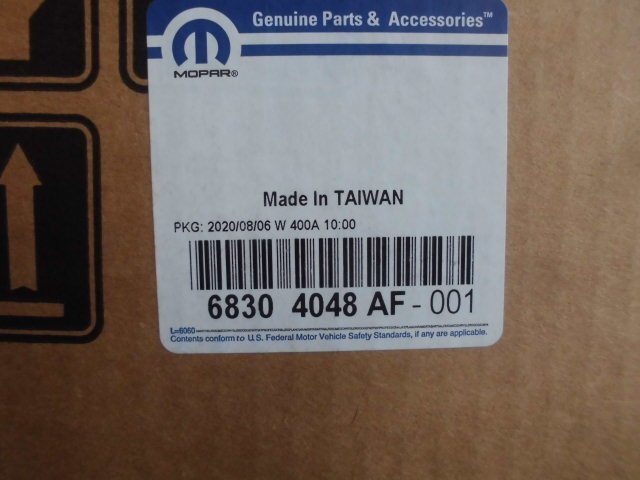 Genuine Parts & Accessories™
MOPAR®
Made In TAIWAN
PKG: 2020/08/06 W 400A 10:00
6830 4048 AF - 001
L=6060
Contents conform to U.S. Federal Motor Vehicle Safety Standards, if any are applicable.